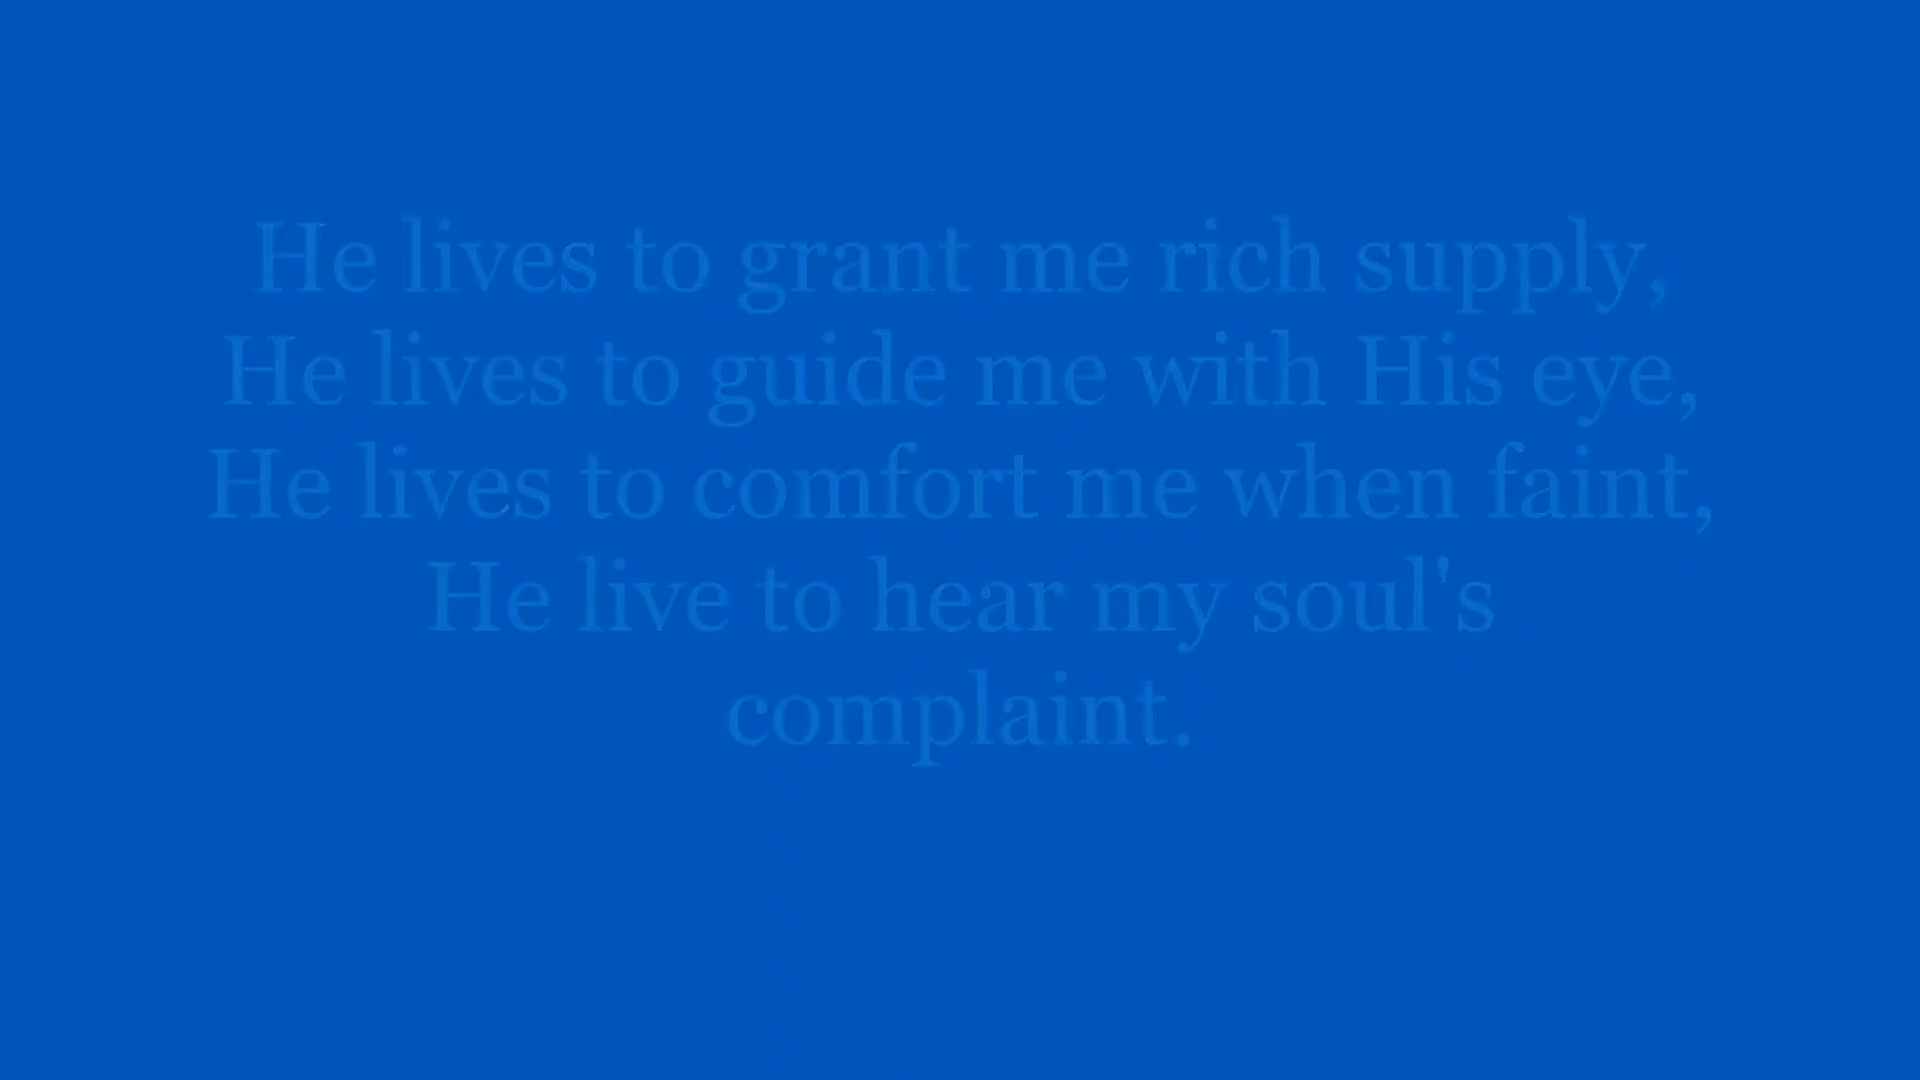 He lives to grant me rich supply,
He lives to guide me with His eye,
He lives to comfort me when faint,
He live to hear my soul's
complaint.